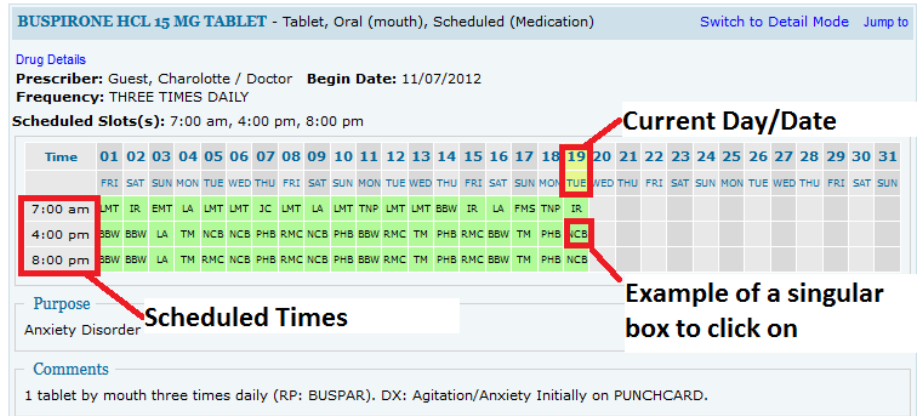 BUSPIRONE HCL 15 MG TABLET - Tablet, Oral (mouth), Scheduled (Medication) Switch to Detail Mode Jump to
Drug Details
Prescriber: Guest, Charolotte / Doctor Begin Date: 11/07/2012
Frequency: THREE TIMES DAILY
Scheduled Slots(s): 7:00 am, 4:00 pm, 8:00 pm
Current Day/Date
Time 01 02 03 04 05 06 07 08 09 10 11 12 13 14 15 16 17 18 19 20 21 22 23 24 25 26 27 28 29 30 31
FRI SAT SUN MON TUE WED THU FRI SAT SUN MON TUE WED THU FRI SAT SUN MON TUE WED THU FRI SAT SUN MON TUE WED THU FRI SAT SUN
7:00 am LMT IR EMT LA LMT LMT JC LMT LA LMT TNP LMT LMT BBW IR LA FMS TNP IR
4:00 pm BBW BBW LA TM NCB NCB PHB RMC NCB PHB BBW RMC TM PHB RMC BBW TM PHB NCB
8:00 pm BBW BBW LA TM RMC NCB PHB RMC NCB PHB BBW RMC TM PHB RMC BBW TM PHB NCB
Example of a singular
box to click on
Scheduled Times
Purpose
Anxiety Disorder
Comments
1 tablet by mouth three times daily (RP: BUSPAR). DX: Agitation/Anxiety Initially on PUNCHCARD.